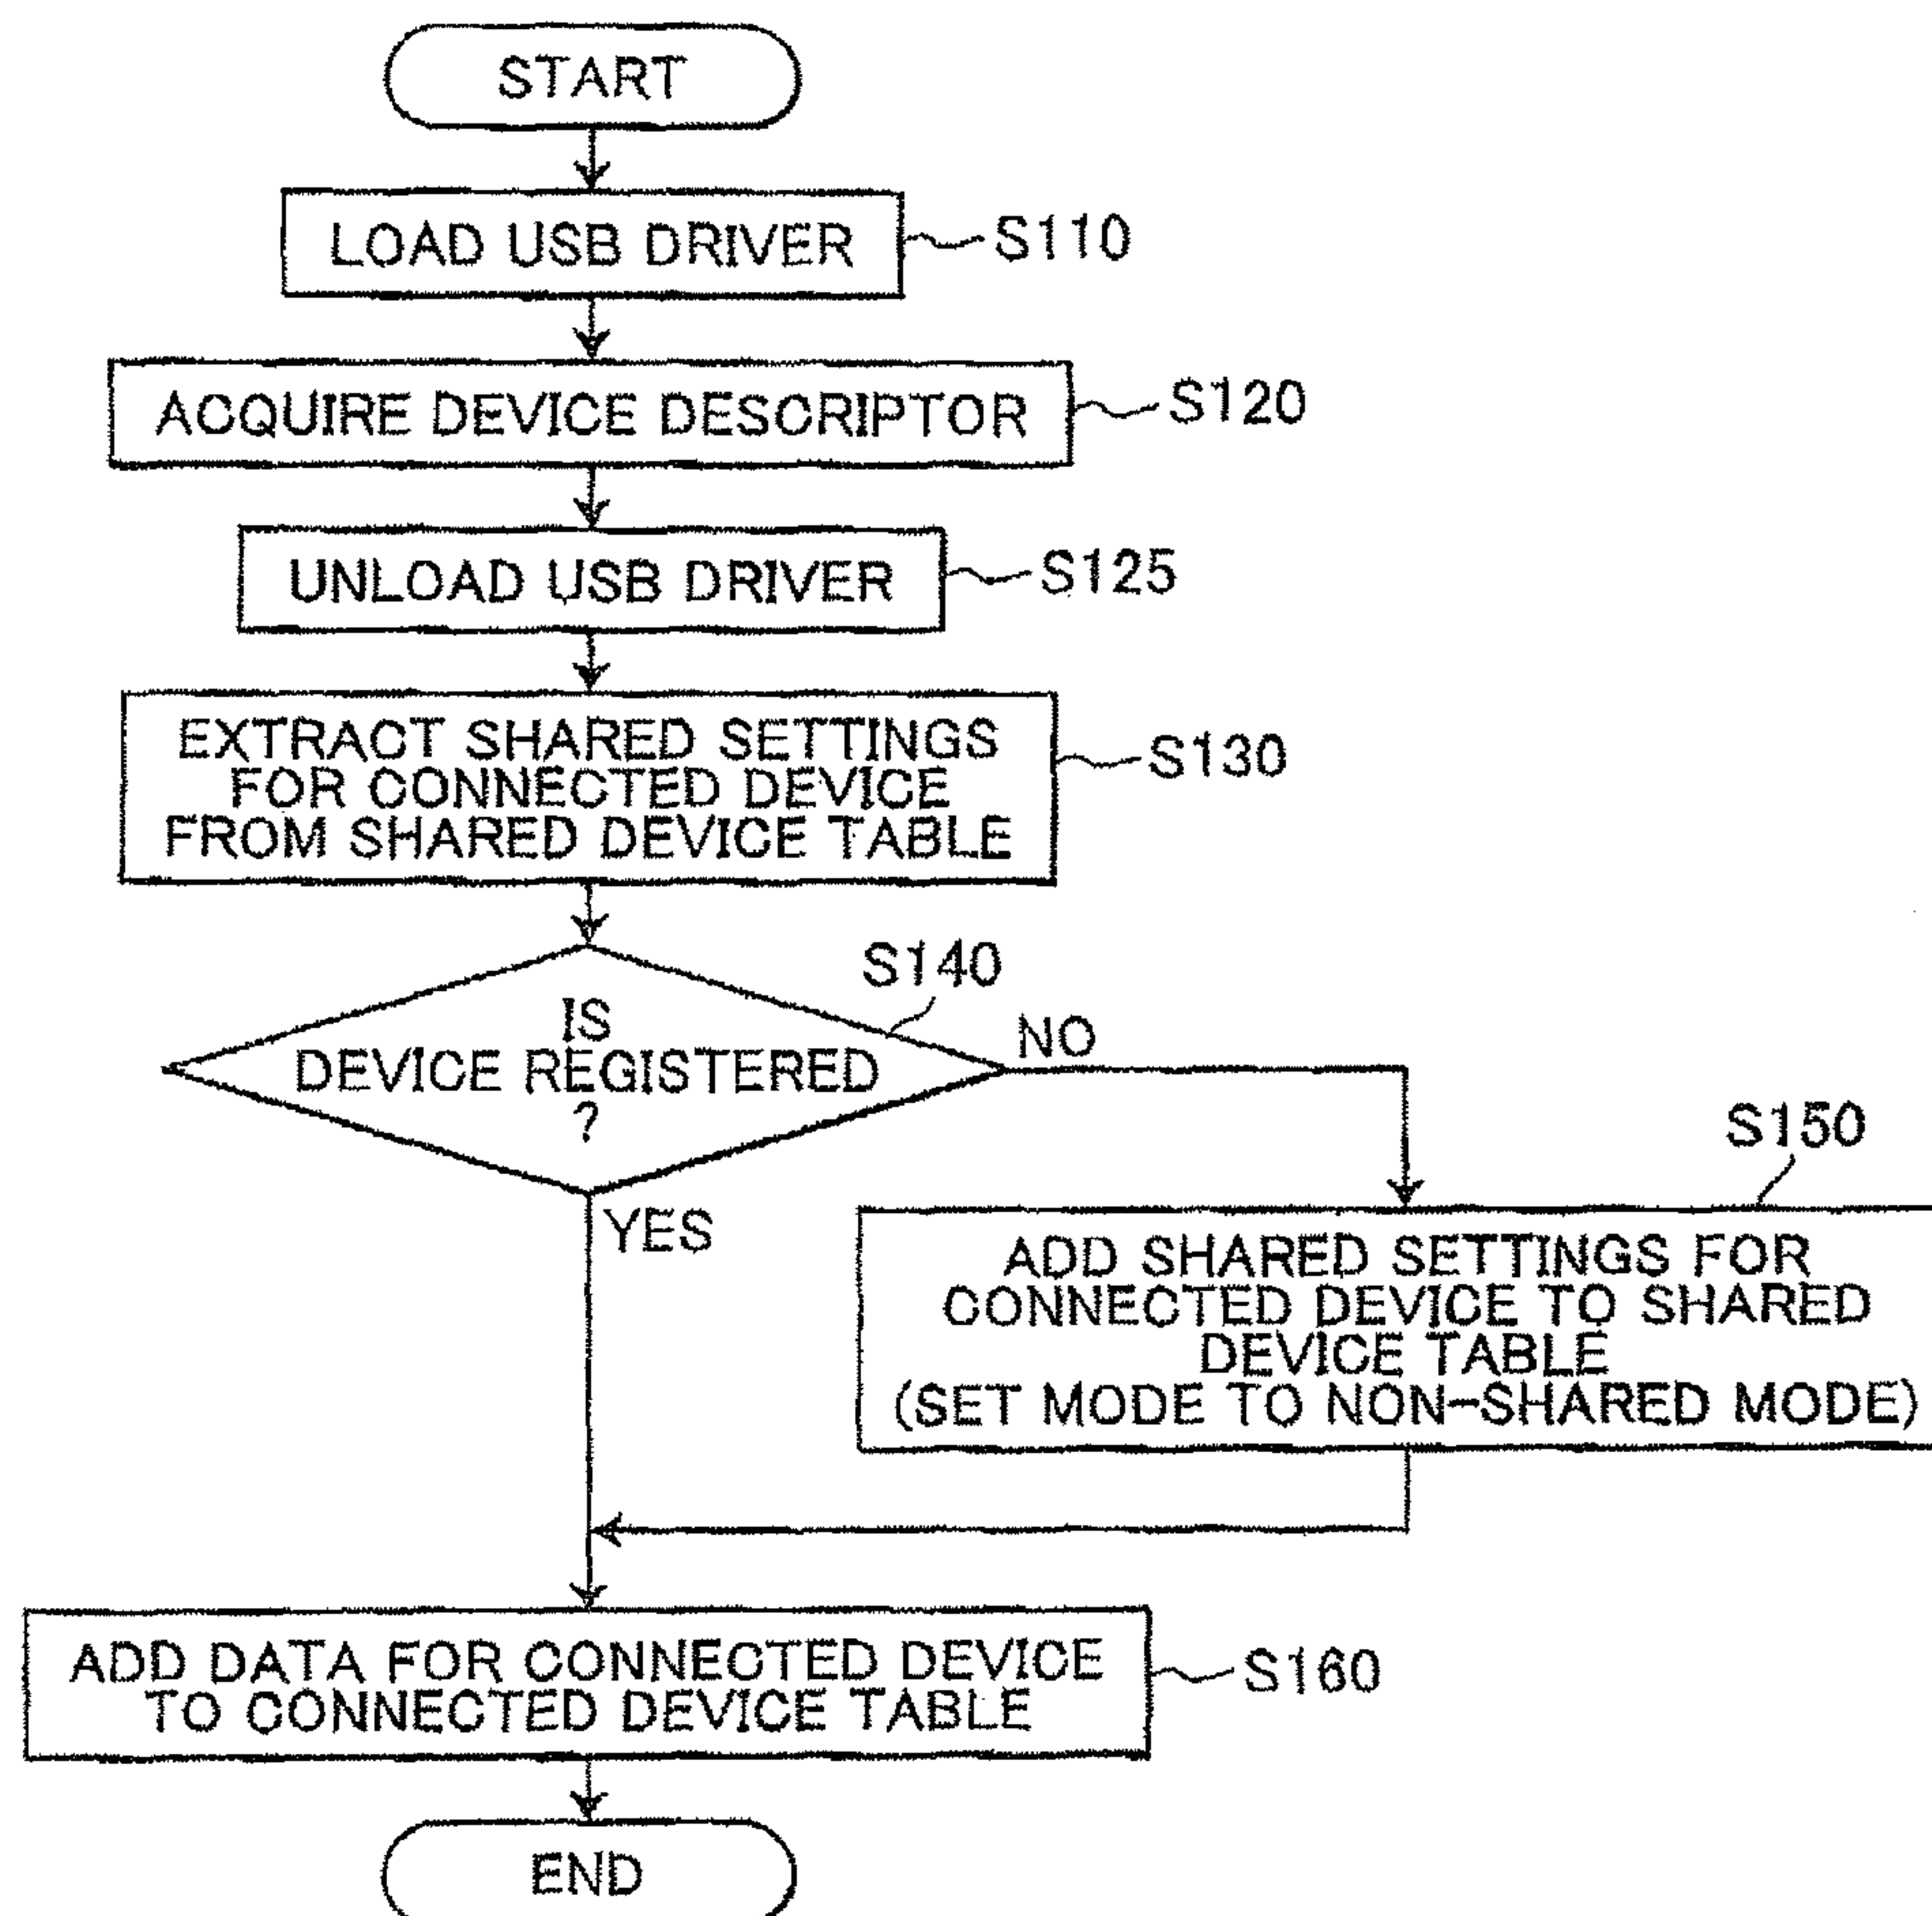 START
LOAD USB DRIVER
S110
ACQUIRE DEVICE DESCRIPTOR
S120
UNLOAD USB DRIVER
S125
EXTRACT SHARED SETTINGS
FOR CONNECTED DEVICE
FROM SHARED DEVICE TABLE
S130
S140
IS
DEVICE REGISTERED
?
NO
YES
S150
ADD SHARED SETTINGS FOR
CONNECTED DEVICE TO SHARED
DEVICE TABLE
(SET MODE TO NON-SHARED MODE)
ADD DATA FOR CONNECTED DEVICE
TO CONNECTED DEVICE TABLE
S160
END